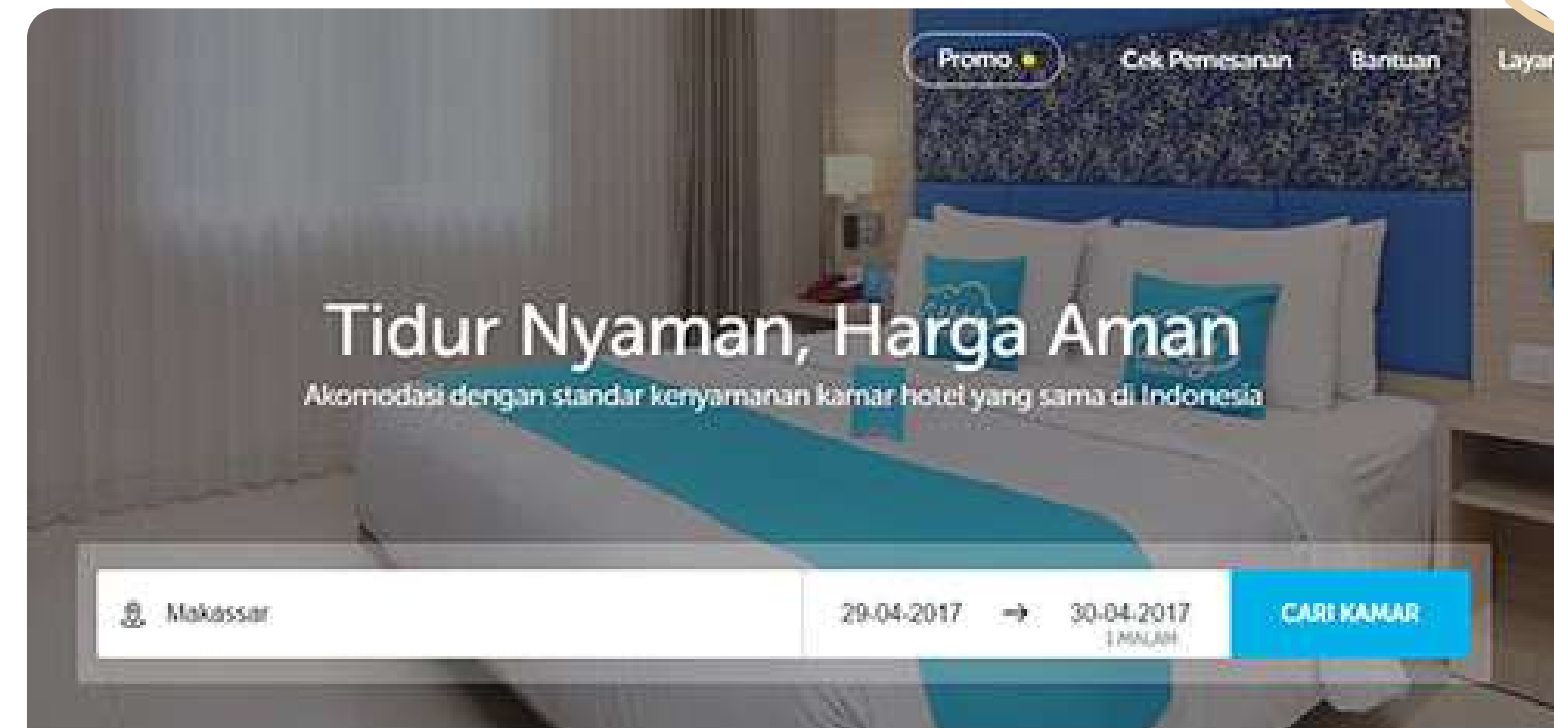 Promo
Cek Pemesanan
Bantuan
Tidur Nyaman, Harga Aman
Akomodasi dengan standar kenyamanan kamar hotel yang sama di Indonesia
Makassar
29-04-2017 → 30-04-2017
1 MALAM
CARI KAMAR